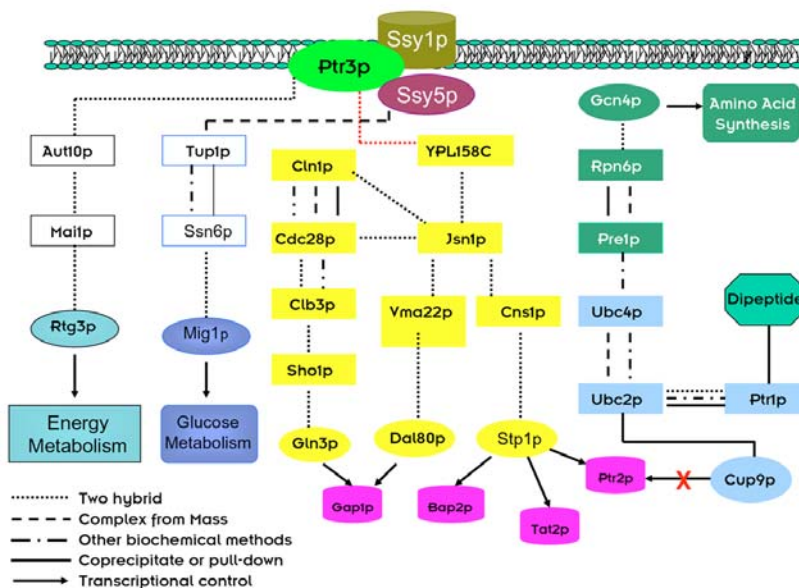 Ssy1p
Ptr3p
Ssy5p
Gcn4p
Amino Acid
Synthesis
Aut10p
Tup1p
Cln1p
YPL158C
Rpn6p
Mai1p
Ssn6p
Cdc28p
Jsn1p
Pre1p
Dipeptide
Rtg3p
Mig1p
Clb3p
Vma22p
Cns1p
Ubc4p
Sho1p
Ubc2p
Ptr1p
Energy
Metabolism
Glucose
Metabolism
Gln3p
Dal80p
Stp1p
Ptr2p
X
Cup9p
Gap1p
Bap2p
Tat2p
Two hybrid
Complex from Mass
Other biochemical methods
Coprecipitate or pull-down
Transcriptional control